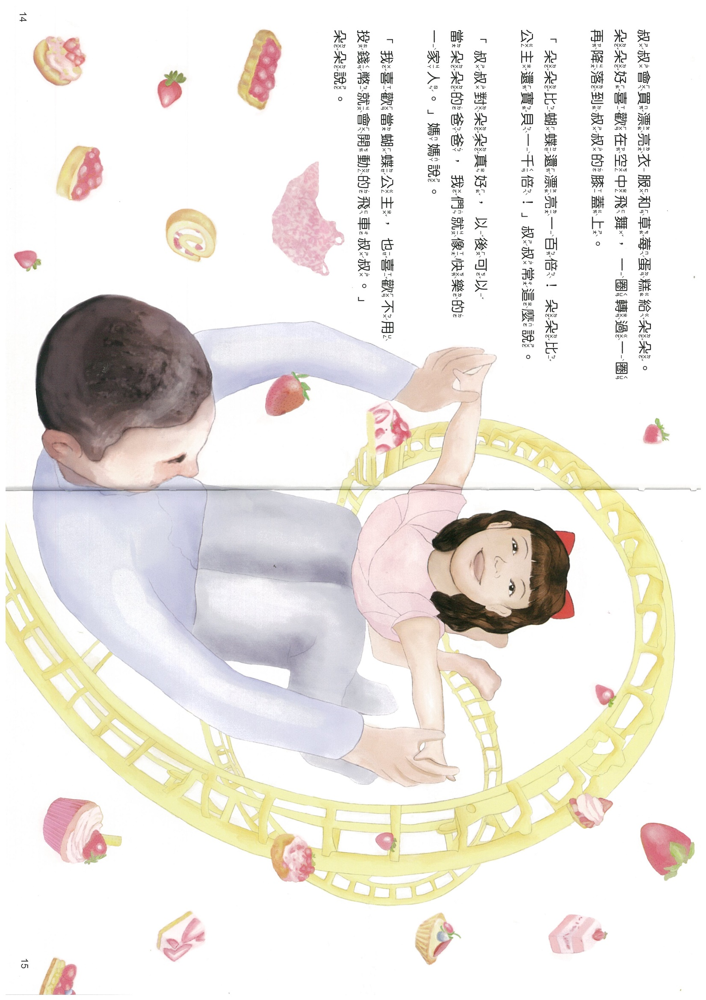 叔叔會買漂亮衣服和草莓蛋糕給朵朵。
朵朵好喜歡在空中飛舞，一圈轉過一圈
再降落到叔叔的膝蓋上。
「朵朵比蝴蝶還漂亮一百倍！朵朵比
公主還寶貝一千倍！」叔叔常這麼說。
「叔叔對朵朵真好，以後可以
當朵朵的爸爸，我們就像快樂的
一家人。」媽媽說。
「我喜歡當蝴蝶公主，也喜歡不用
投錢幣就會開動的飛車叔叔。」
朵朵說。
14
15